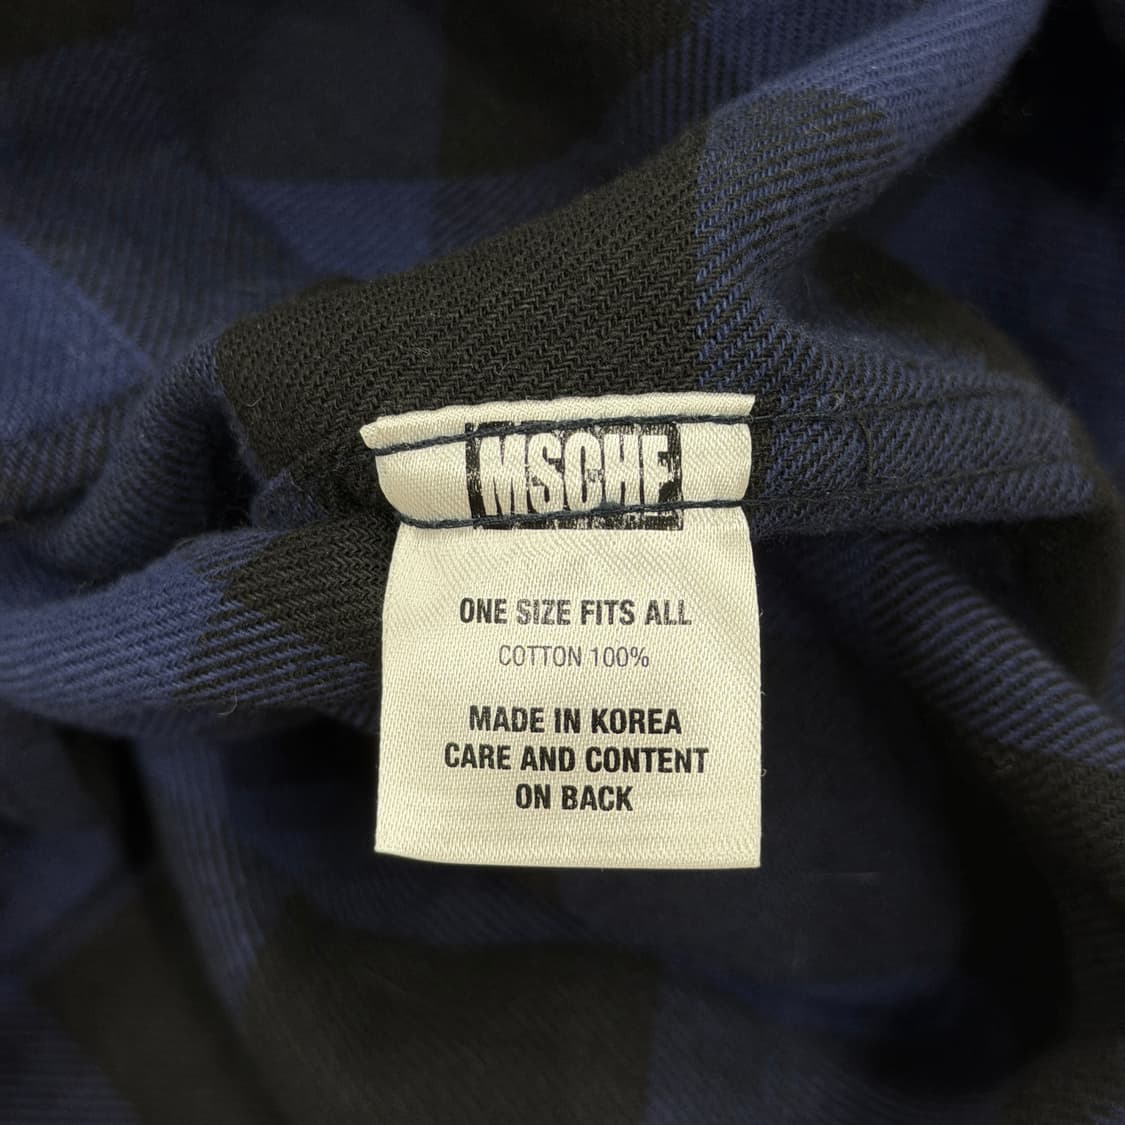 MSCHF
ONE SIZE FITS ALL
COTTON 100%
MADE IN KOREA
CARE AND CONTENT
ON BACK